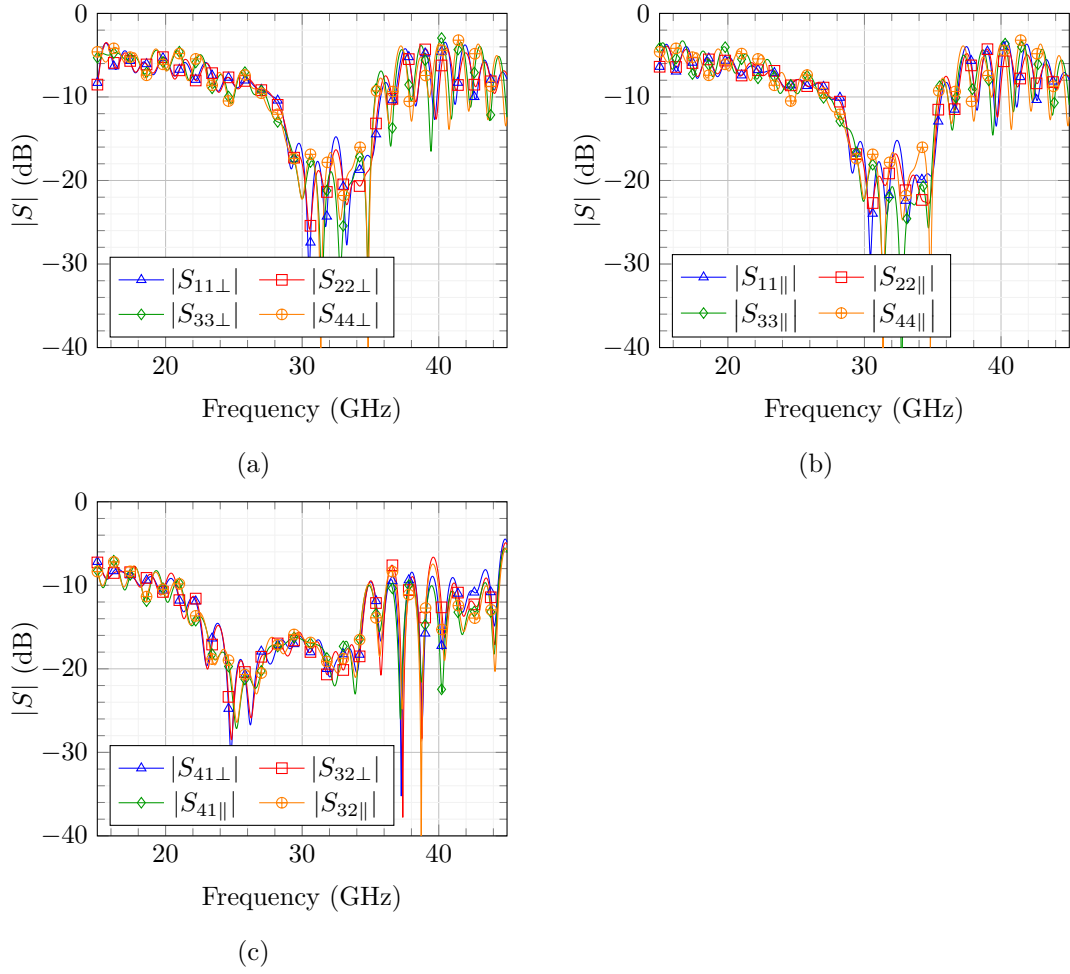 0
−10
−20
−30
−40
|S| (dB)
|S11⊥| |S22⊥|
|S33⊥| |S44⊥|
20 30 40
Frequency (GHz)
(a)
0
−10
−20
−30
−40
|S| (dB)
|S11∥| |S22∥|
|S33∥| |S44∥|
20 30 40
Frequency (GHz)
(b)
0
−10
−20
−30
−40
|S| (dB)
|S41⊥| |S32⊥|
|S41∥| |S32∥|
20 30 40
Frequency (GHz)
(c)